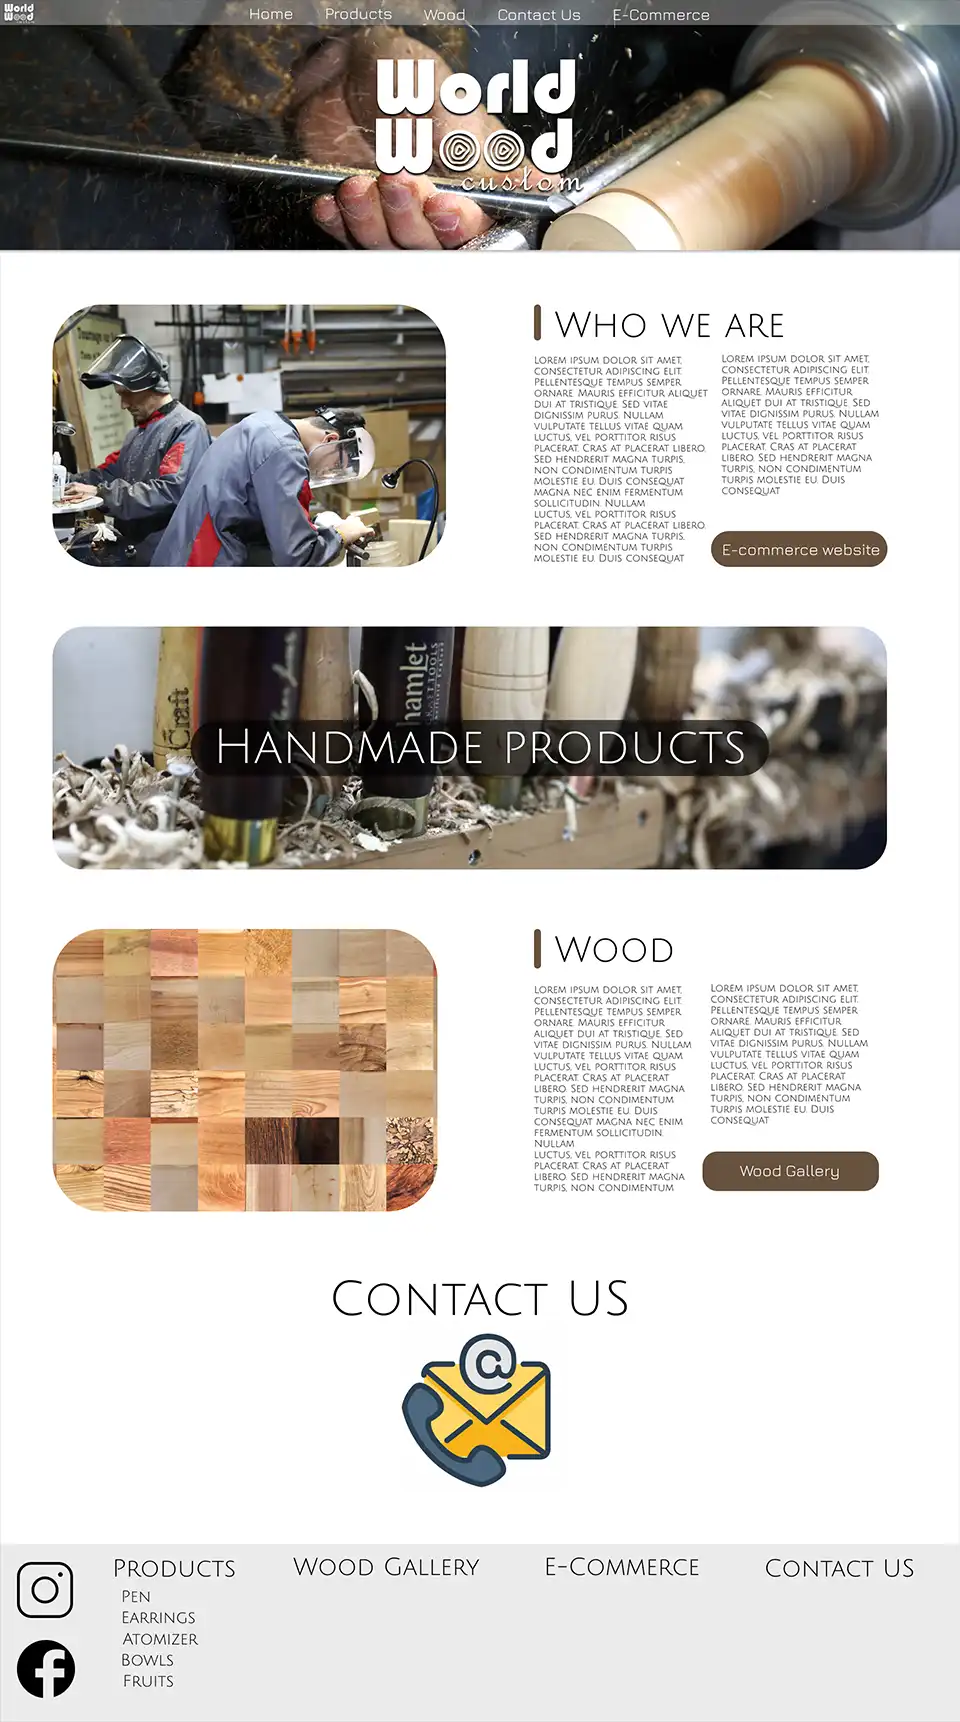 World
Wood
Home Products Wood Contact Us E-Commerce
World
Wood
custom
Who we are
Lorem ipsum dolor sit amet,
consectetur adipiscing elit.
Pellentesque tempus semper
ornare. Mauris efficitur aliquet
dui at tristique. Sed vitae
dignissim purus. Nullam
vulputate tellus vitae quam
luctus, vel porttitor risus
placerat. Cras at placerat libero.
Sed hendrerit magna turpis,
non condimentum turpis
molestie eu. Duis consequat
magna nec enim fermentum
sollicitudin. Nullam
luctus, vel porttitor risus
placerat. Cras at placerat libero.
Sed hendrerit magna turpis,
non condimentum turpis
molestie eu. Duis consequat
Lorem ipsum dolor sit amet,
consectetur adipiscing elit.
Pellentesque tempus semper
ornare. Mauris efficitur
aliquet dui at tristique. Sed
vitae dignissim purus. Nullam
vulputate tellus vitae quam
luctus, vel porttitor risus
placerat. Cras at placerat
libero. Sed hendrerit magna
turpis, non condimentum
turpis molestie eu. Duis
consequat
E-commerce website
Craft
hamlet
CRAFT TOOLS
Handmade products
Wood
Lorem ipsum dolor sit amet,
consectetur adipiscing elit.
Pellentesque tempus semper
ornare. Mauris efficitur
aliquet dui at tristique. Sed
vitae dignissim purus. Nullam
vulputate tellus vitae quam
luctus, vel porttitor risus
placerat. Cras at placerat
libero. Sed hendrerit magna
turpis, non condimentum
turpis molestie eu. Duis
consequat magna nec enim
fermentum sollicitudin.
Nullam
luctus, vel porttitor risus
placerat. Cras at placerat
libero. Sed hendrerit magna
turpis, non condimentum
Lorem ipsum dolor sit amet,
consectetur adipiscing elit.
Pellentesque tempus semper
ornare. Mauris efficitur
aliquet dui at tristique. Sed
vitae dignissim purus. Nullam
vulputate tellus vitae quam
luctus, vel porttitor risus
placerat. Cras at placerat
libero. Sed hendrerit magna
turpis, non condimentum
turpis molestie eu. Duis
consequat
Wood Gallery
Contact us
@
Products
Pen
Earrings
Atomizer
Bowls
Fruits
Wood Gallery
E-Commerce
Contact us